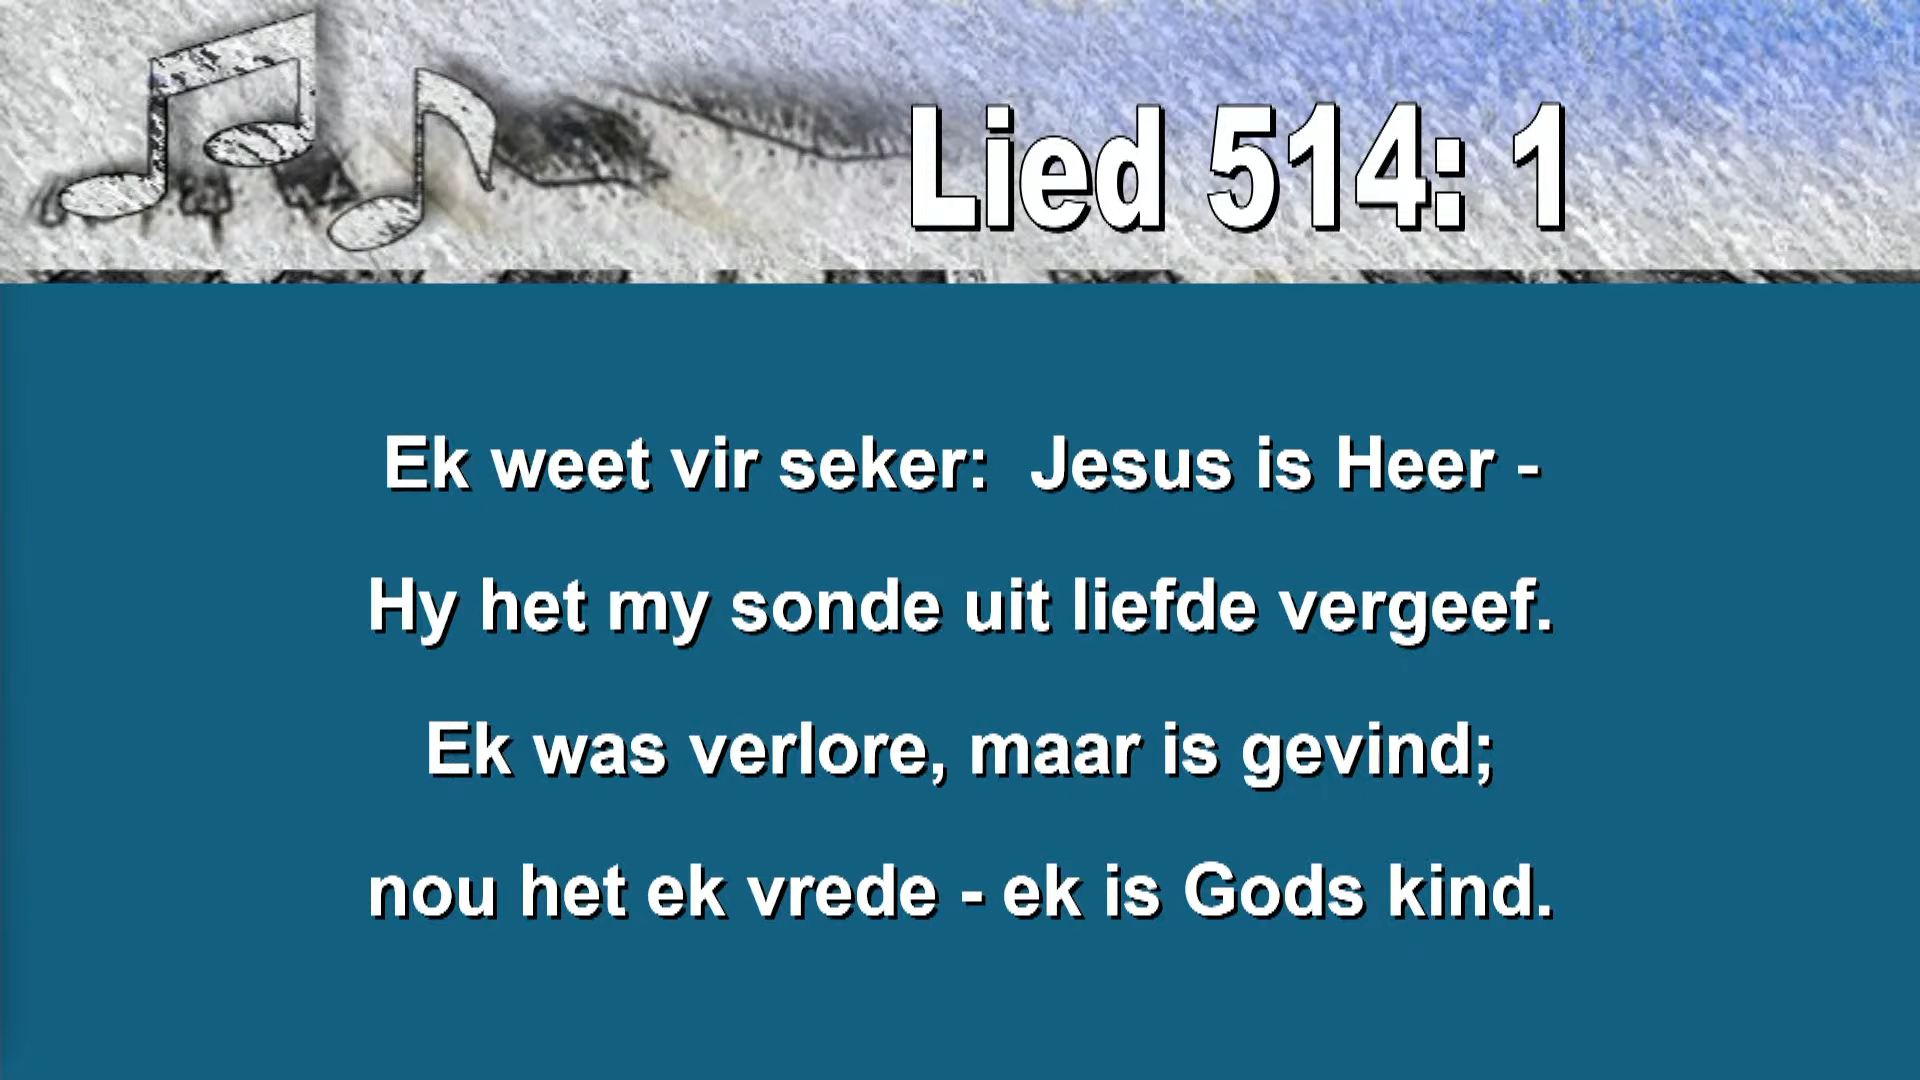 Lied 514: 1
Ek weet vir seker:  Jesus is Heer -
Hy het my sonde uit liefde vergeef.
Ek was verlore, maar is gevind;
nou het ek vrede - ek is Gods kind.